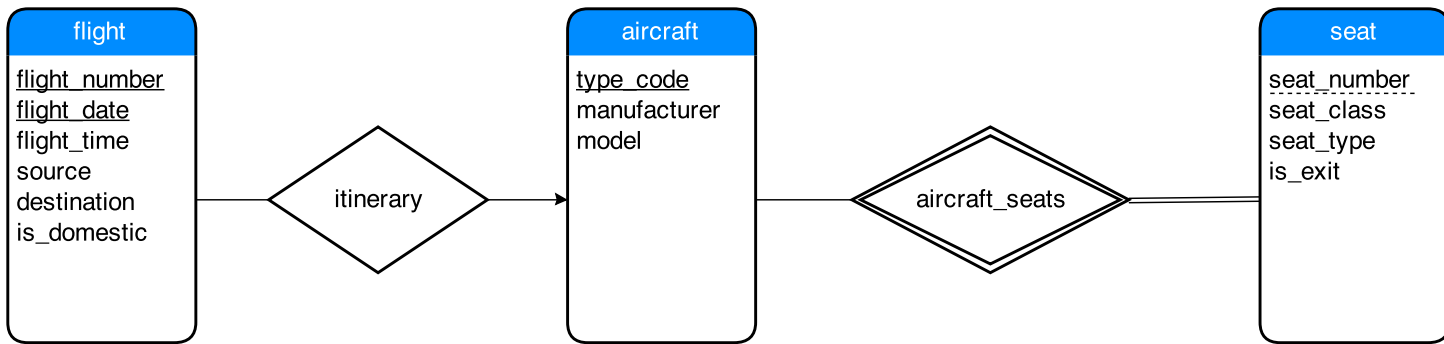 flight
flight_number
flight_date
flight_time
source
destination
is_domestic
itinerary
aircraft
type_code
manufacturer
model
aircraft_seats
seat
seat_number
seat_class
seat_type
is_exit